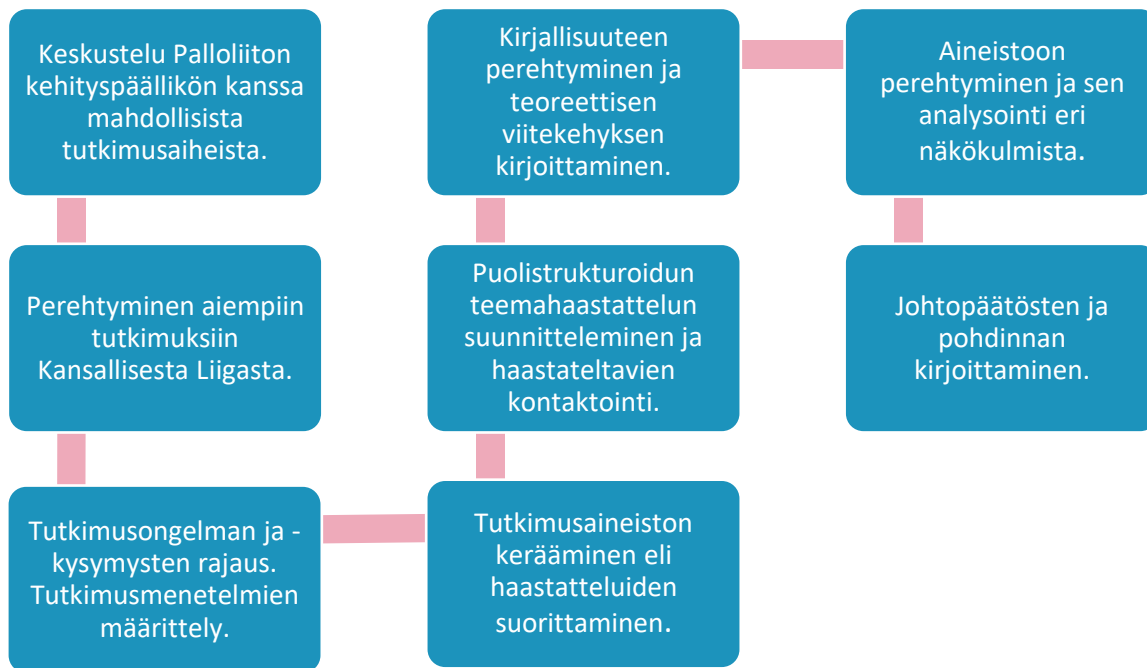 Keskustelu Palloliiton
kehityspäällikön kanssa
mahdollisista
tutkimusaiheista.
Perehtyminen aiempiin
tutkimuksiin
Kansallisesta Liigasta.
Tutkimusongelman ja -
kysymysten rajaus.
Tutkimusmenetelmien
määrittely.
Tutkimusaineiston
kerääminen eli
haastatteluiden
suorittaminen.
Puolistrukturoidun
teemahaastattelun
suunnitteleminen ja
haastateltavien
kontaktointi.
Kirjallisuuteen
perehtyminen ja
teoreettisen
viitekehyksen
kirjoittaminen.
Aineistoon
perehtyminen ja sen
analysointi eri
näkökulmista.
Johtopäätösten ja
pohdinnan
kirjoittaminen.